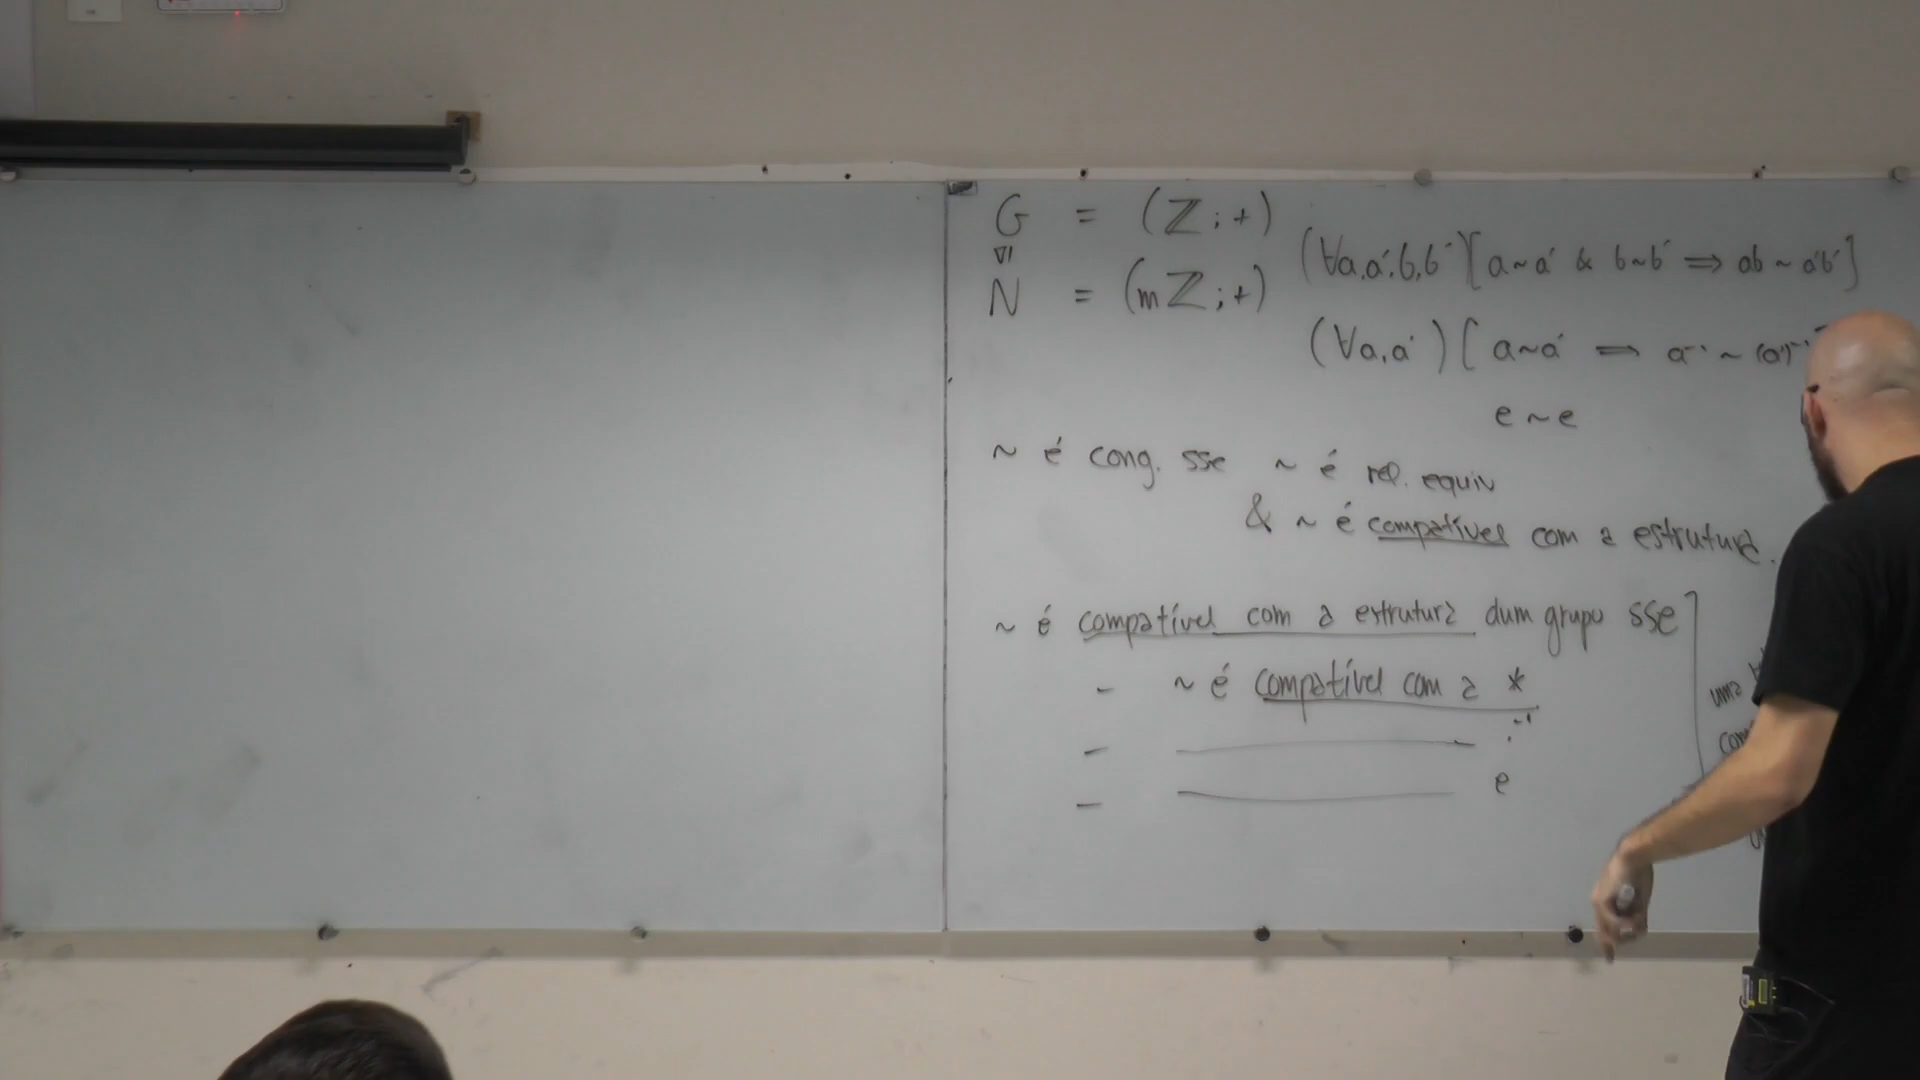 G = (ℤ ; +)
▽|
N = (mℤ ; +)
(∀a,a',b,b')[a~a' & b~b' ⟹ ab ~ a'b']
(∀a,a')[a~a' ⟹ a⁻¹ ~ (a')⁻¹
e ~ e
~ é cong. sse ~ é rel. equiv
& ~ é compatível com a estrutura.
~ é compatível com a estrutura dum grupo sse
- ~ é compatível com a *
- ———— ·⁻¹
- ———— e
uma